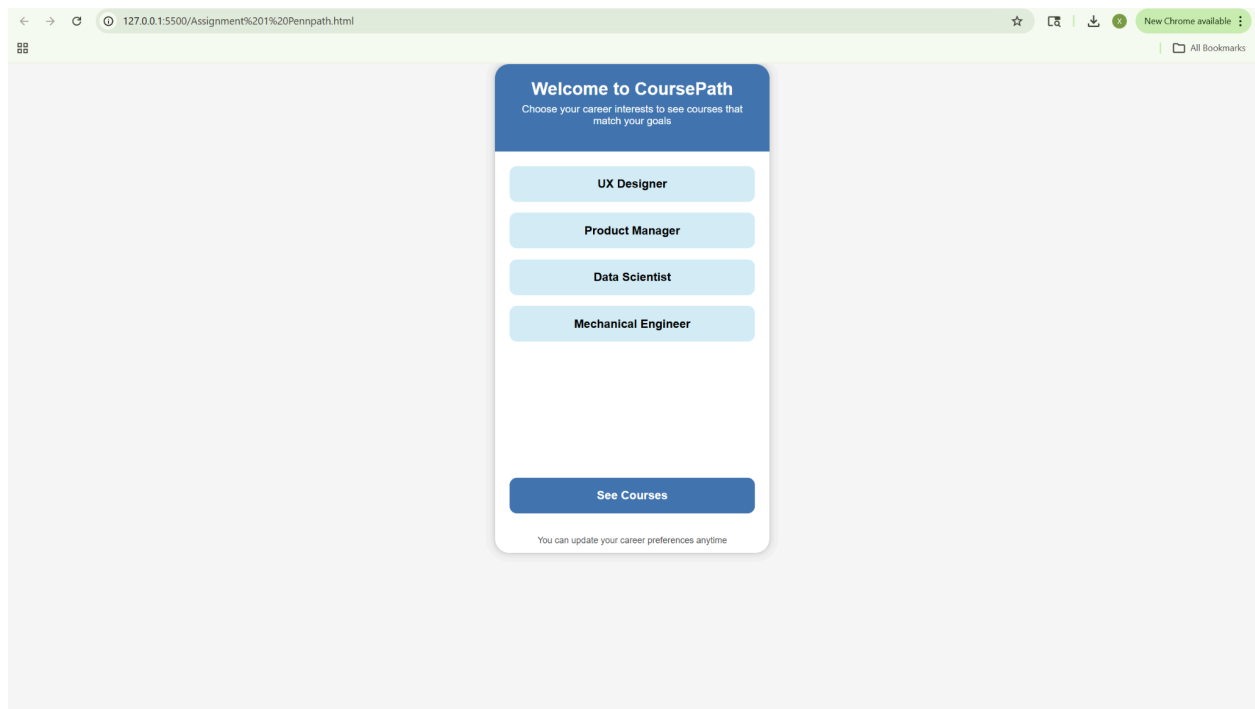 127.0.0.1:5500/Assignment%201%20Pennpath.html
X
New Chrome available
All Bookmarks
Welcome to CoursePath
Choose your career interests to see courses that
match your goals
UX Designer
Product Manager
Data Scientist
Mechanical Engineer
See Courses
You can update your career preferences anytime